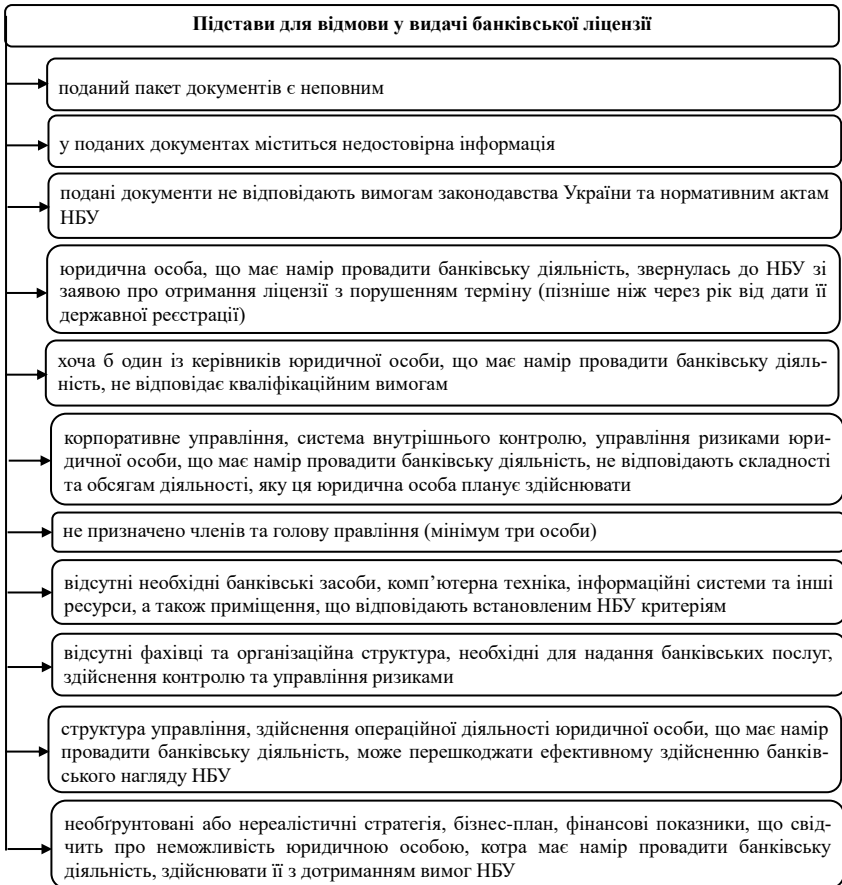 Підстави для відмови у видачі банківської ліцензії
поданий пакет документів є неповним
у поданих документах міститься недостовірна інформація
подані документи не відповідають вимогам законодавства України та нормативним актам
НБУ
юридична особа, що має намір провадити банківську діяльність, звернулась до НБУ зі
заявою про отримання ліцензії з порушенням терміну (пізніше ніж через рік від дати її
державної реєстрації)
хоча б один із керівників юридичної особи, що має намір провадити банківську діяль-
ність, не відповідає кваліфікаційним вимогам
корпоративне управління, система внутрішнього контролю, управління ризиками юри-
дичної особи, що має намір провадити банківську діяльність, не відповідають складності
та обсягам діяльності, яку ця юридична особа планує здійснювати
не призначено членів та голову правління (мінімум три особи)
відсутні необхідні банківські засоби, комп’ютерна техніка, інформаційні системи та інші
ресурси, а також приміщення, що відповідають встановленим НБУ критеріям
відсутні фахівці та організаційна структура, необхідні для надання банківських послуг,
здійснення контролю та управління ризиками
структура управління, здійснення операційної діяльності юридичної особи, що має намір
провадити банківську діяльність, може перешкоджати ефективному здійсненню банків-
ського нагляду НБУ
необґрунтовані або нереалістичні стратегія, бізнес-план, фінансові показники, що свід-
чить про неможливість юридичною особою, котра має намір провадити банківську
діяльність, здійснювати її з дотриманням вимог НБУ